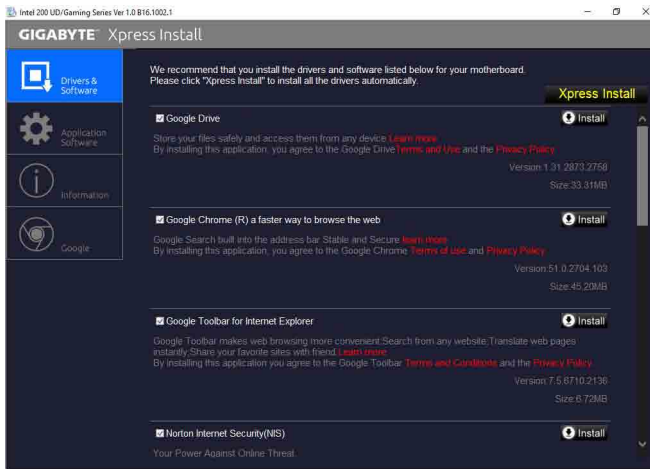 Intel 200 UD/Gaming Series Ver 1.0 B16.1002.1
GIGABYTE™ Xpress Install
We recommend that you install the drivers and software listed below for your motherboard.
Please click "Xpress Install" to install all the drivers automatically.
Xpress Install
Drivers &
Software
Application
Software
Information
Google
Google Drive
Install
Store your files safely and access them from any device Learn more
By installing this application, you agree to the Google DriveTerms and Use and the Privacy Policy
Version:1.31.2873.2758
Size:33.31MB
Google Chrome (R) a faster way to browse the web
Install
Google Search built into the address bar Stable and Secure learn more
By installing this application, you agree to the Google Chrome Terms of use and Privacy Policy
Version:51.0.2704.103
Size:45.20MB
Google Toolbar for Internet Explorer
Install
Google Toolbar makes web browsing more convenient.Search from any website.Translate web pages
instantly.Share your favorite sites with friend.Learn more
By installing this application you agree to the Google Toolbar Terms and Conditions and the Privacy Policy.
Version:7.5.6710.2136
Size:6.72MB
Norton Internet Security(NIS)
Install
Your Power Against Online Threat.